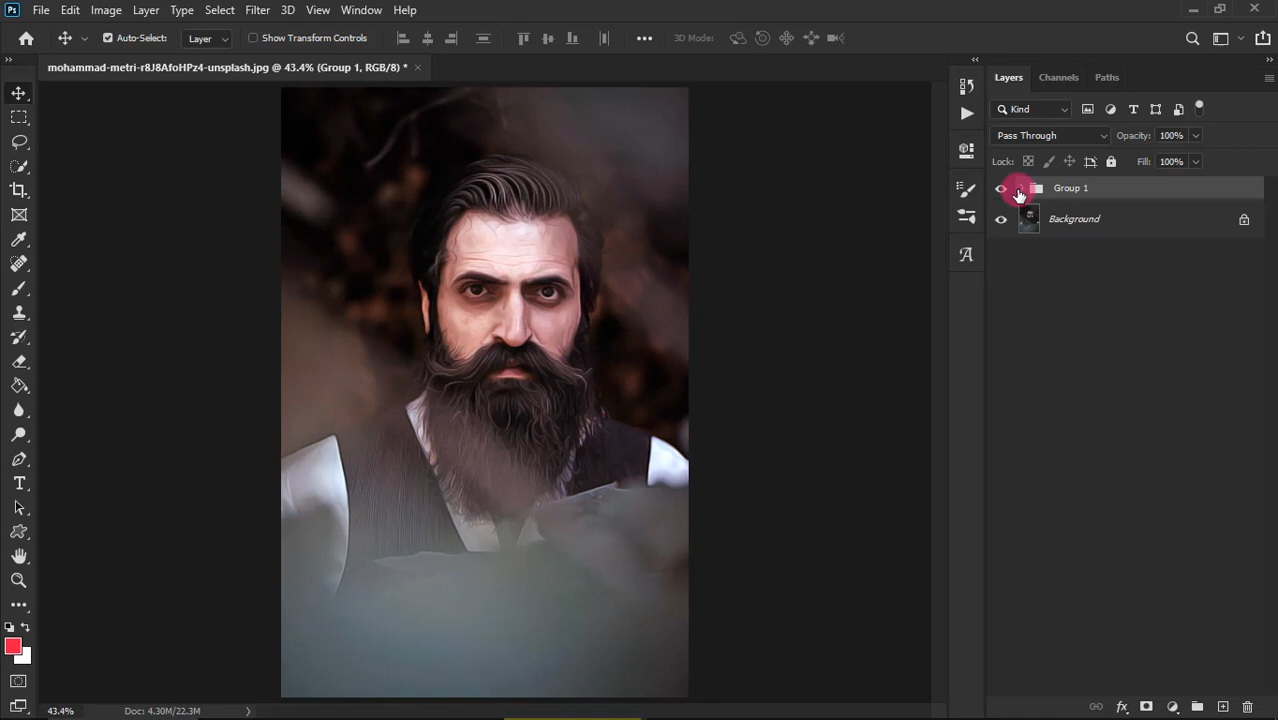 Ps File Edit Image Layer Type Select Filter 3D View Window Help
Auto-Select: Layer Show Transform Controls 3D Mode:
mohammad-metri-r8J8AfoHPz4-unsplash.jpg @ 43.4% (Group 1, RGB/8) *
Layers Channels Paths
Kind
Pass Through Opacity: 100%
Lock: Fill: 100%
Group 1
Background
43.4% Doc: 4.30M/22.3M